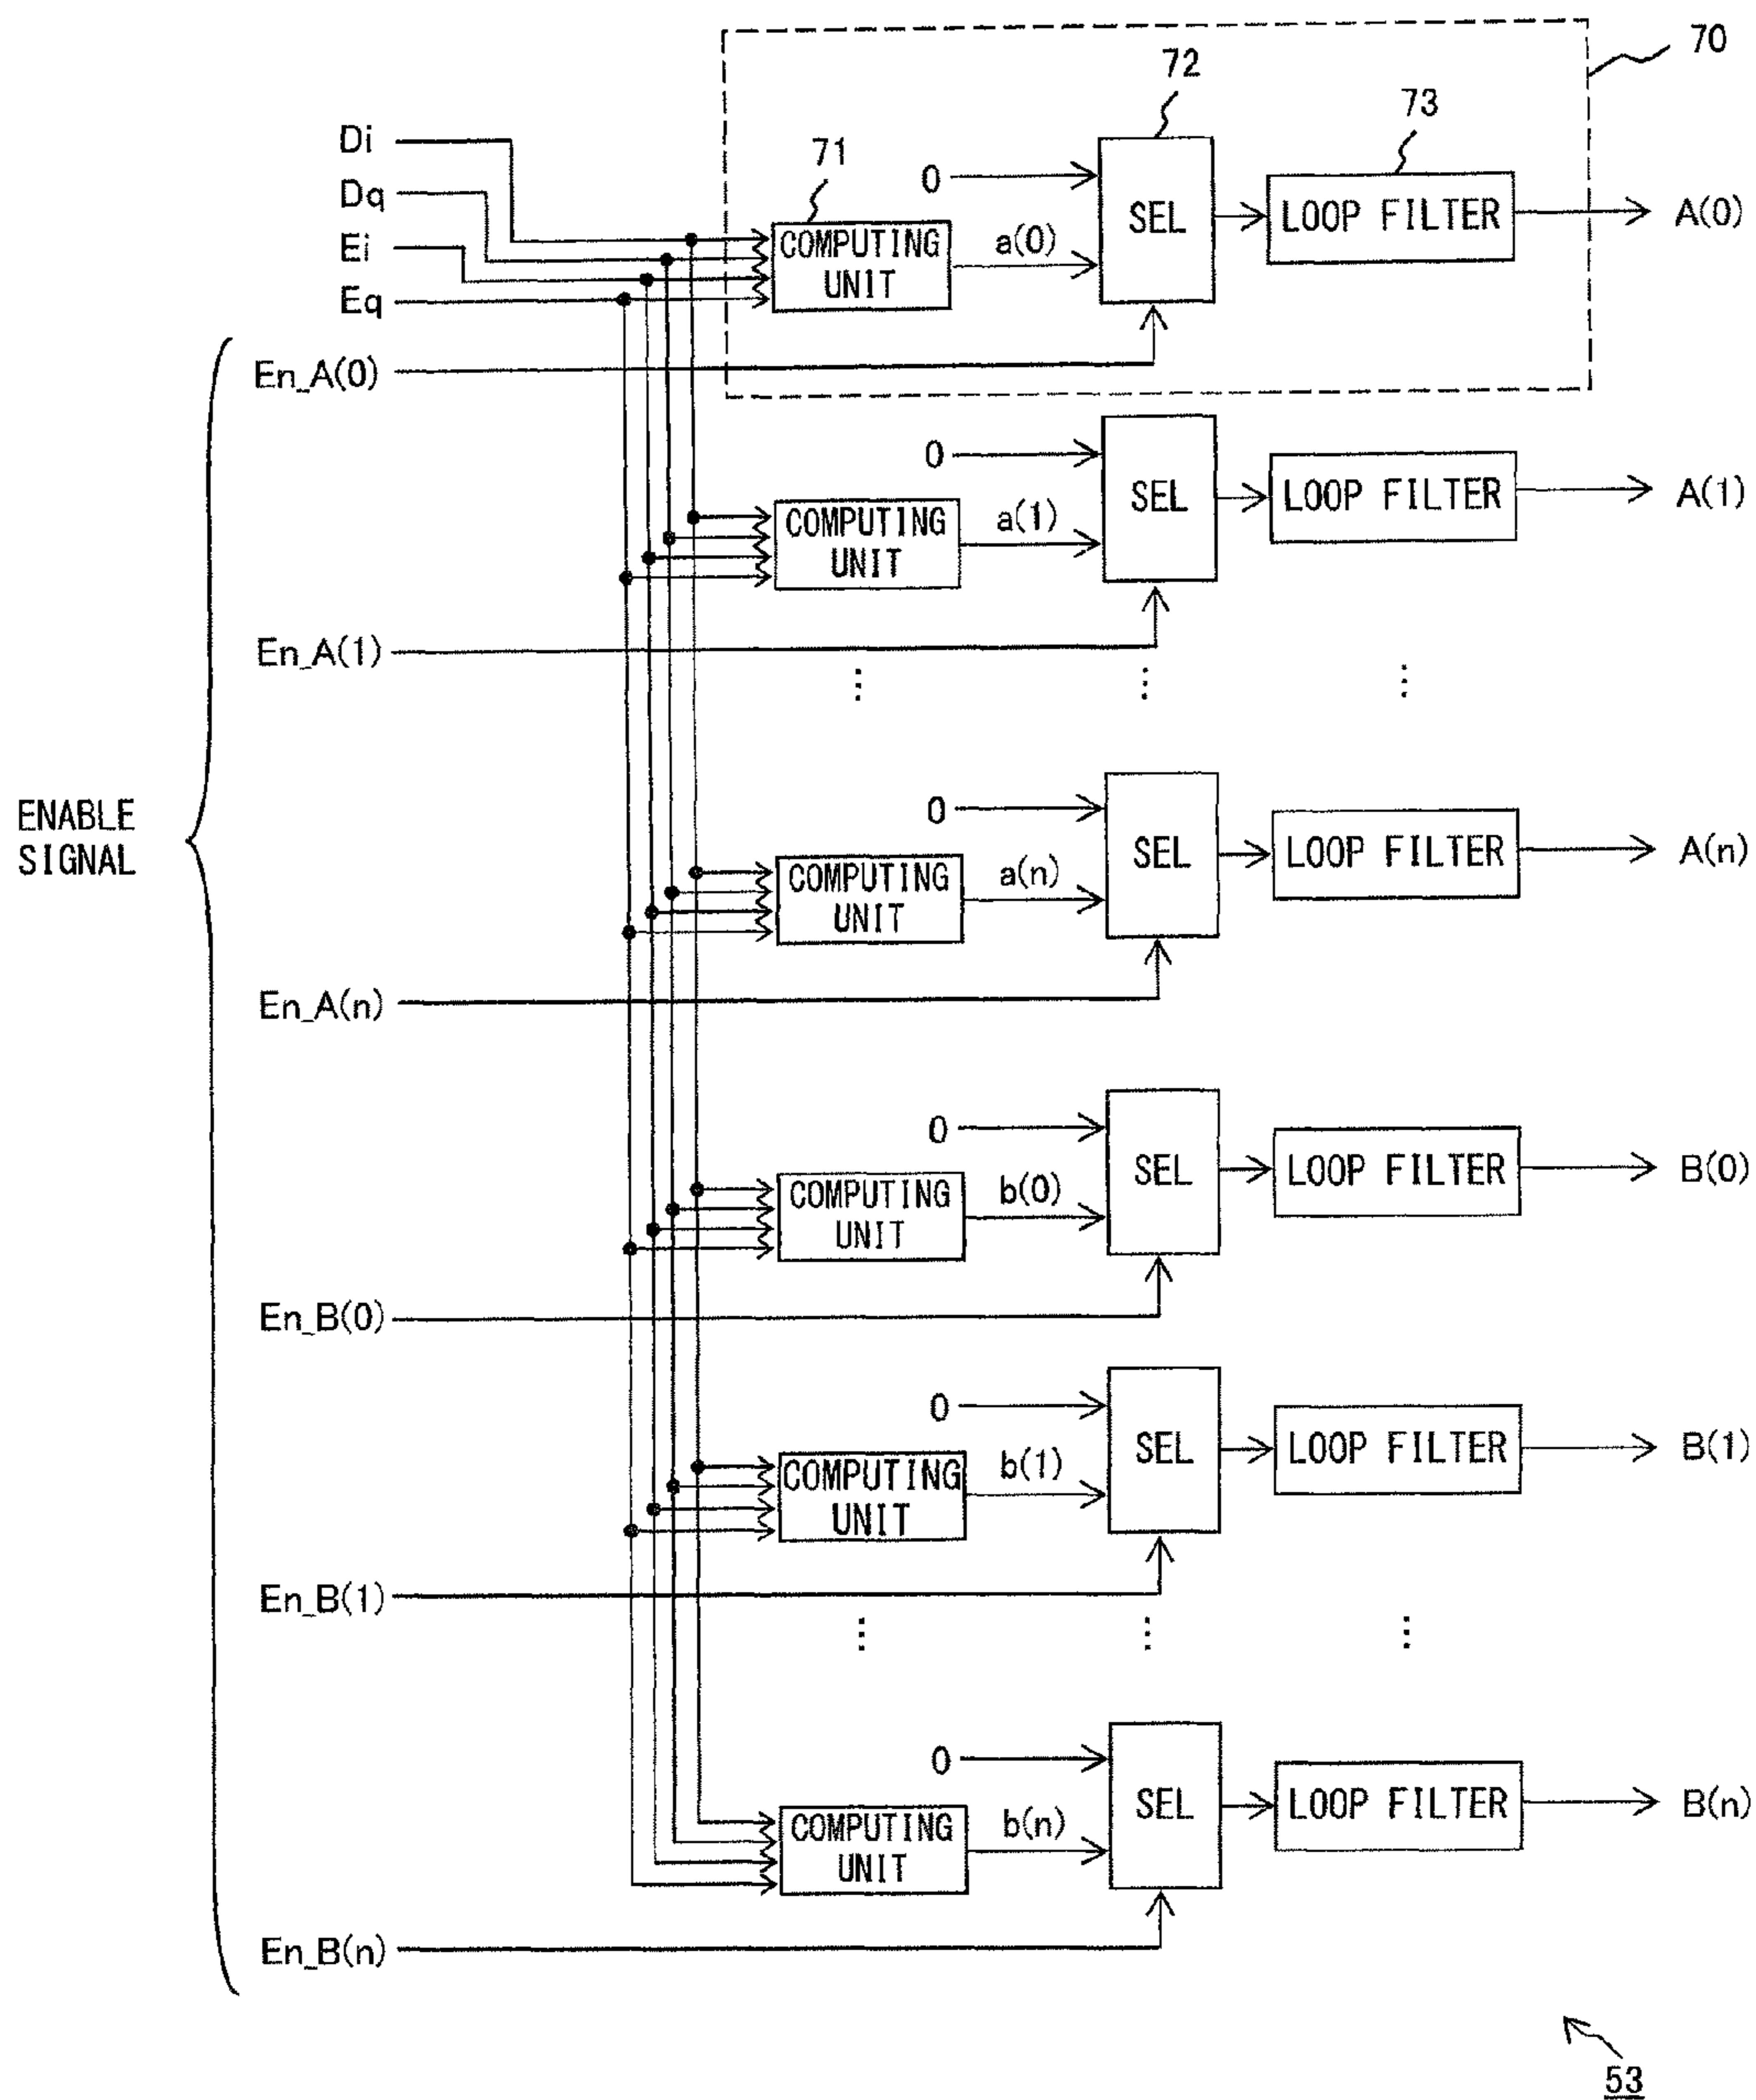 70
72
73
Di
71
0
Dq
SEL
LOOP FILTER
A(0)
Ei
COMPUTING
UNIT
a(0)
Eq
En_A(0)
0
SEL
LOOP FILTER
A(1)
COMPUTING
UNIT
a(1)
En_A(1)
⋮
⋮
⋮
ENABLE
SIGNAL
0
SEL
LOOP FILTER
A(n)
COMPUTING
UNIT
a(n)
En_A(n)
0
SEL
LOOP FILTER
B(0)
COMPUTING
UNIT
b(0)
En_B(0)
0
SEL
LOOP FILTER
B(1)
COMPUTING
UNIT
b(1)
En_B(1)
⋮
⋮
⋮
0
SEL
LOOP FILTER
B(n)
COMPUTING
UNIT
b(n)
En_B(n)
53